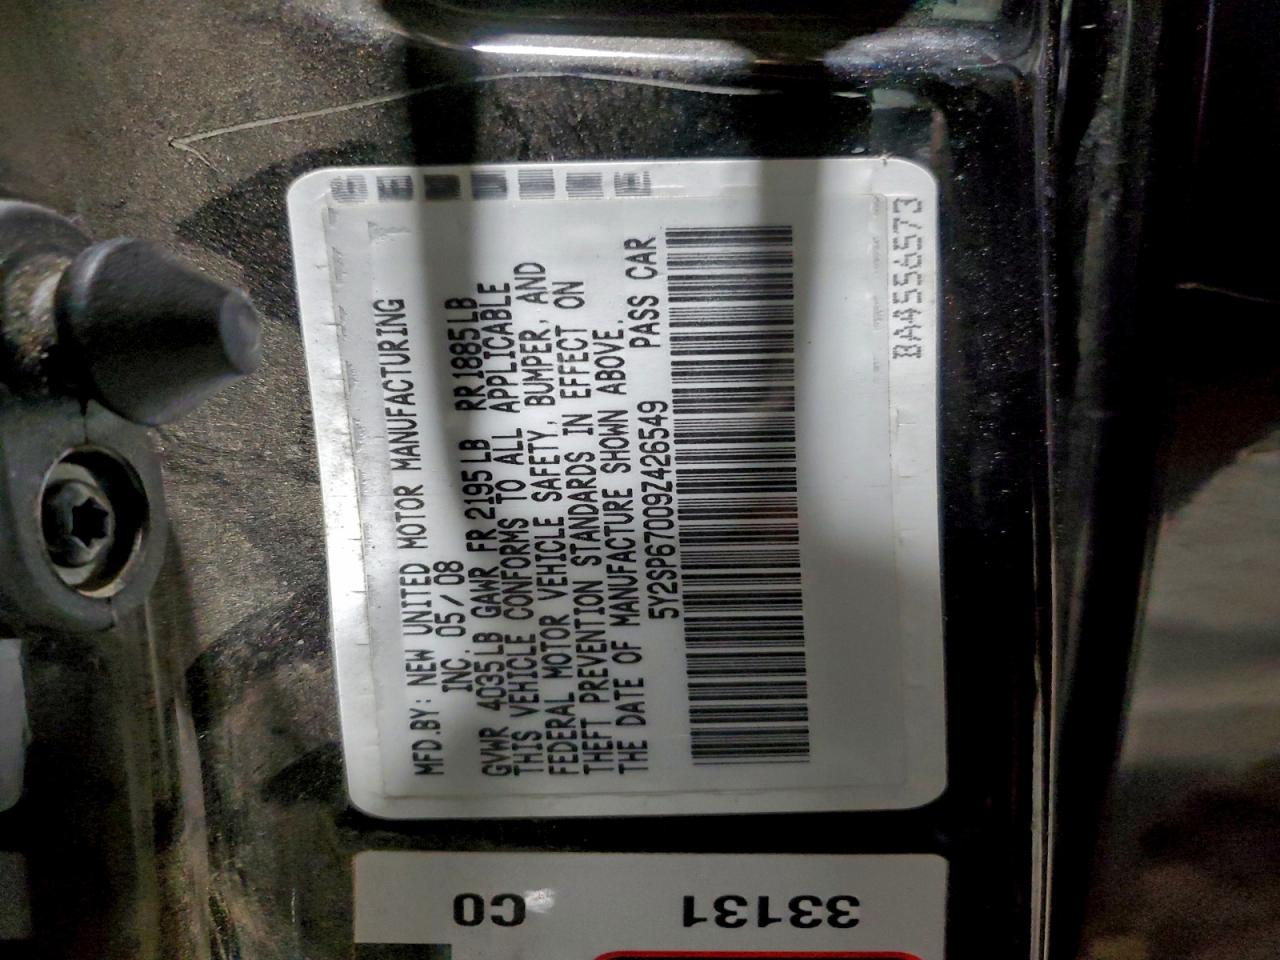 MFD.BY: NEW UNITED MOTOR MANUFACTURING
INC. 05/08
GVWR 4035LB GAWR FR 2195LB RR1885LB
THIS VEHICLE CONFORMS TO ALL APPLICABLE
FEDERAL MOTOR VEHICLE SAFETY, BUMPER, AND
THEFT PREVENTION STANDARDS IN EFFECT ON
THE DATE OF MANUFACTURE SHOWN ABOVE.
5Y2SP67009Z426549 PASS CAR
BA4556573
33131
C0